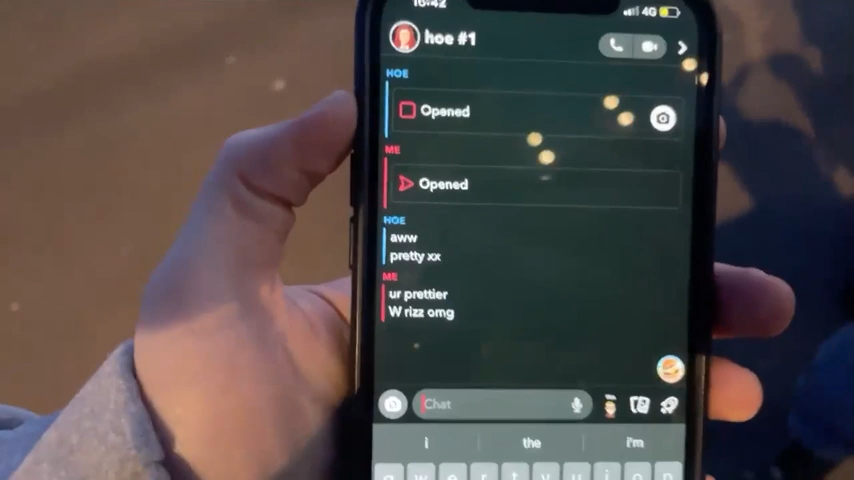 16:42
4G
hoe #1
HOE
Opened
ME
Opened
HOE
aww
pretty xx
ME
ur prettier
W rizz omg
Chat
i the i'm
q w e r t y u i o p